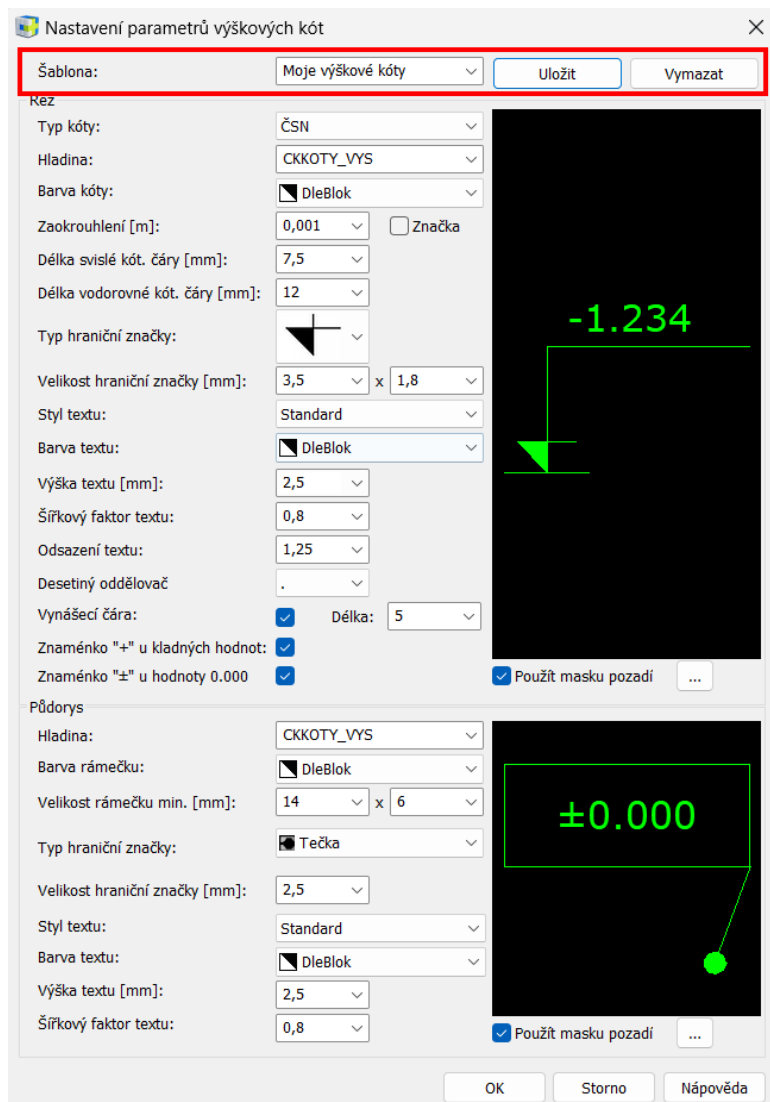 Nastavení parametrů výškových kót
Šablona: Moje výškové kóty Uložit Vymazat
Řez
Typ kóty: ČSN
Hladina: CKKOTY_VYS
Barva kóty: DleBlok
Zaokrouhlení [m]: 0,001 Značka
Délka svislé kót. čáry [mm]: 7,5
Délka vodorovné kót. čáry [mm]: 12
-1.234
Typ hraniční značky:
Velikost hraniční značky [mm]: 3,5 x 1,8
Styl textu: Standard
Barva textu: DleBlok
Výška textu [mm]: 2,5
Šířkový faktor textu: 0,8
Odsazení textu: 1,25
Desetiný oddělovač .
Vynášecí čára: Délka: 5
Znaménko "+" u kladných hodnot:
Znaménko "±" u hodnoty 0.000 Použít masku pozadí ...
Půdorys
Hladina: CKKOTY_VYS
Barva rámečku: DleBlok
Velikost rámečku min. [mm]: 14 x 6
±0.000
Typ hraniční značky: Tečka
Velikost hraniční značky [mm]: 2,5
Styl textu: Standard
Barva textu: DleBlok
Výška textu [mm]: 2,5
Šířkový faktor textu: 0,8 Použít masku pozadí ...
OK Storno Nápověda